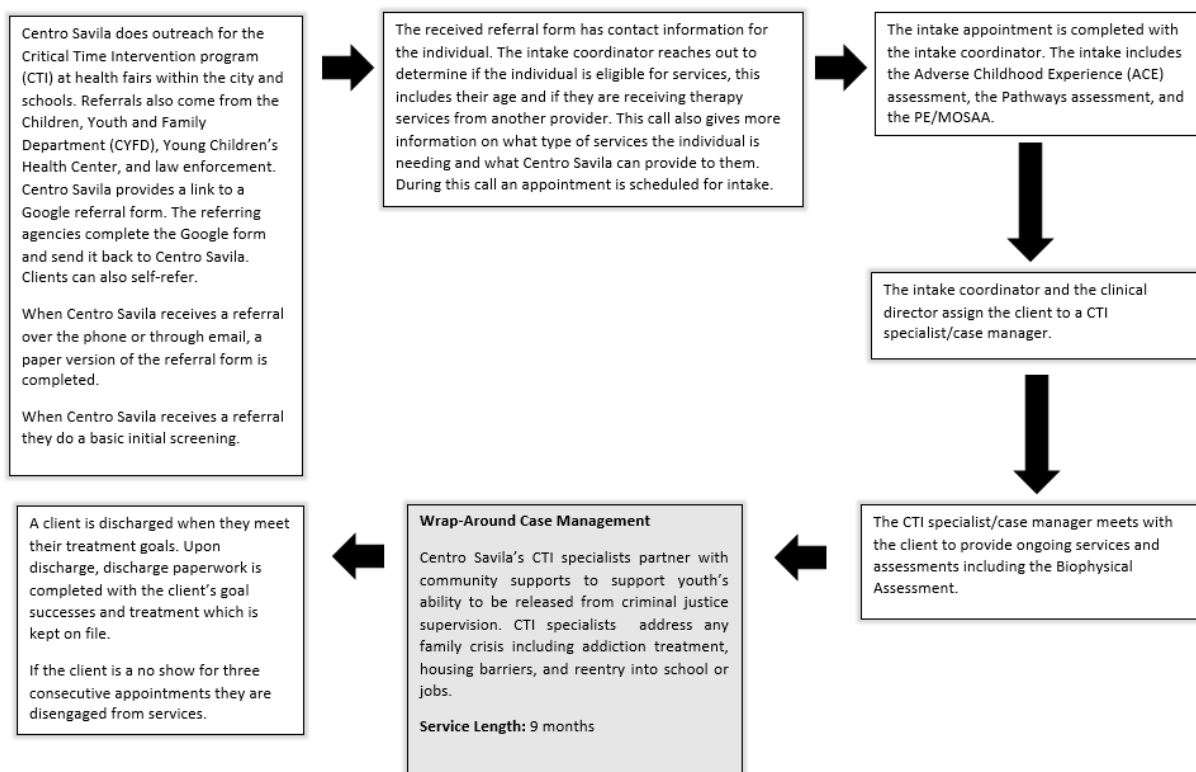 Centro Savila does outreach for the
Critical Time Intervention program
(CTI) at health fairs within the city and
schools. Referrals also come from the
Children, Youth and Family
Department (CYFD), Young Children's
Health Center, and law enforcement.
Centro Savila provides a link to a
Google referral form. The referring
agencies complete the Google form
and send it back to Centro Savila.
Clients can also self-refer.
When Centro Savila receives a referral
over the phone or through email, a
paper version of the referral form is
completed.
When Centro Savila receives a referral
they do a basic initial screening.
The received referral form has contact information for
the individual. The intake coordinator reaches out to
determine if the individual is eligible for services, this
includes their age and if they are receiving therapy
services from another provider. This call also gives more
information on what type of services the individual is
needing and what Centro Savila can provide to them.
During this call an appointment is scheduled for intake.
The intake appointment is completed with
the intake coordinator. The intake includes
the Adverse Childhood Experience (ACE)
assessment, the Pathways assessment, and
the PE/MOSAA.
The intake coordinator and the clinical
director assign the client to a CTI
specialist/case manager.
The CTI specialist/case manager meets with
the client to provide ongoing services and
assessments including the Biophysical
Assessment.
Wrap-Around Case Management
Centro Savila's CTI specialists partner with
community supports to support youth's
ability to be released from criminal justice
supervision. CTI specialists address any
family crisis including addiction treatment,
housing barriers, and reentry into school or
jobs.
Service Length: 9 months
A client is discharged when they meet
their treatment goals. Upon
discharge, discharge paperwork is
completed with the client's goal
successes and treatment which is
kept on file.
If the client is a no show for three
consecutive appointments they are
disengaged from services.